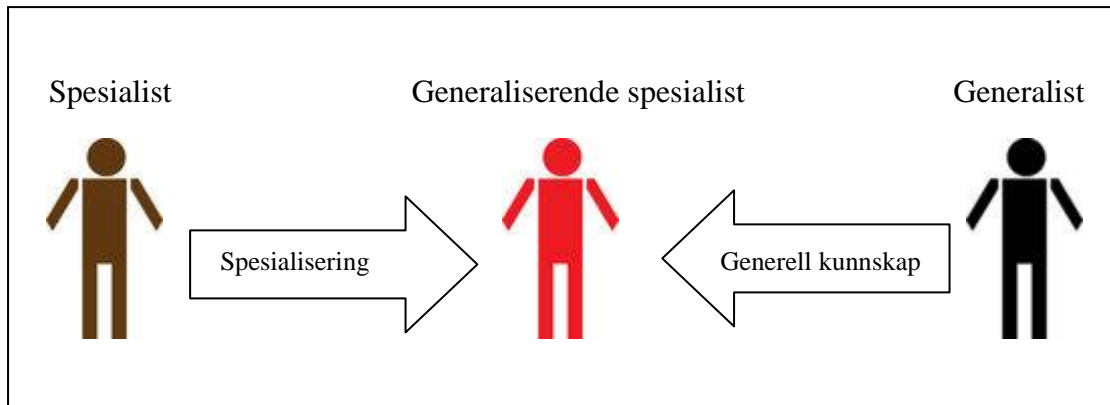 Spesialist
Generaliserende spesialist
Generalist
Spesialisering
Generell kunnskap